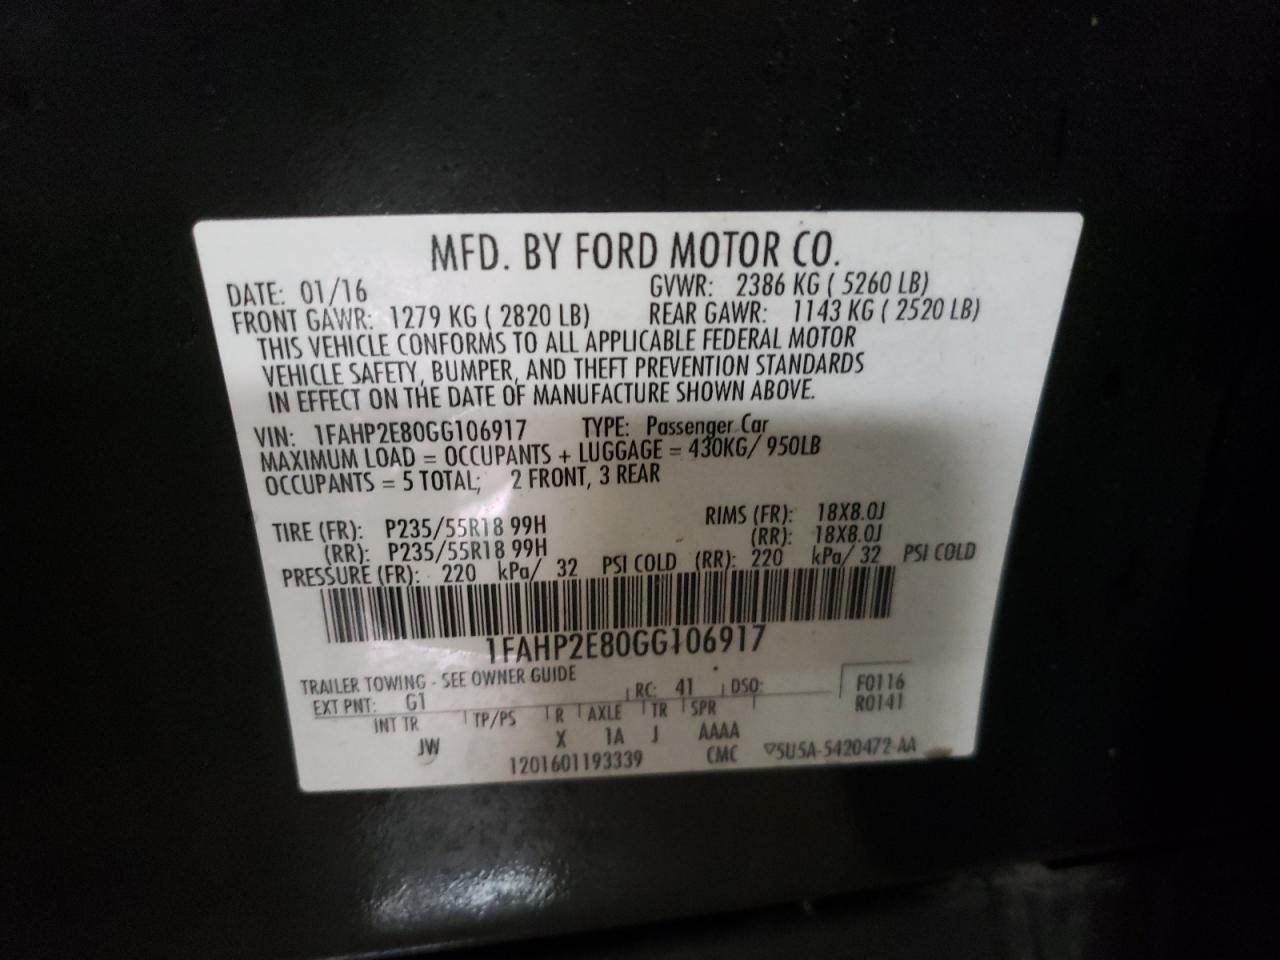 MFD. BY FORD MOTOR CO.
DATE: 01/16 GVWR: 2386 KG ( 5260 LB)
FRONT GAWR: 1279 KG ( 2820 LB) REAR GAWR: 1143 KG ( 2520 LB)
THIS VEHICLE CONFORMS TO ALL APPLICABLE FEDERAL MOTOR
VEHICLE SAFETY, BUMPER, AND THEFT PREVENTION STANDARDS
IN EFFECT ON THE DATE OF MANUFACTURE SHOWN ABOVE.
VIN: 1FAHP2E80GG106917 TYPE: Passenger Car
MAXIMUM LOAD = OCCUPANTS + LUGGAGE = 430KG/ 950LB
OCCUPANTS = 5 TOTAL; 2 FRONT, 3 REAR
TIRE (FR): P235/55R18 99H RIMS (FR): 18X8.0J
(RR): P235/55R18 99H (RR): 18X8.0J
PRESSURE (FR): 220 kPa/ 32 PSI COLD (RR): 220 kPa/ 32 PSI COLD
1FAHP2E80GG106917
TRAILER TOWING - SEE OWNER GUIDE
EXT PNT: G1 RC: 41 DSO: F0116
R0141
INT TR TP/PS R AXLE TR SPR
JW X 1A J AAAA
1201601193339 CMC ▽5U5A-5420472-AA